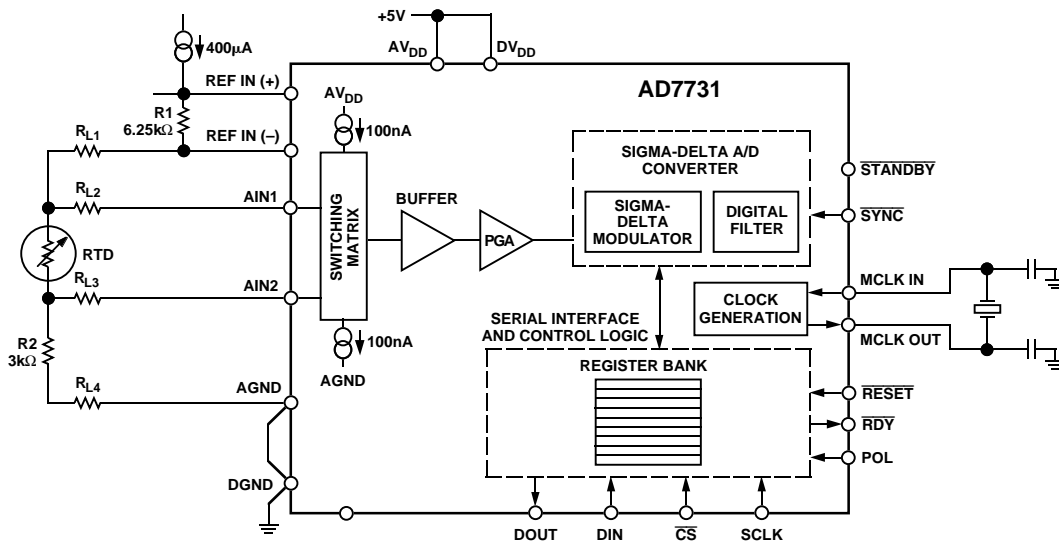 +5V
AVDD
DVDD
400µA
REF IN (+)
AD7731
AVDD
R1
6.25kΩ
100nA
RL1
REF IN (–)
SIGMA-DELTA A/D
CONVERTER
STANDBY
RL2
AIN1
BUFFER
SIGMA-
DELTA
MODULATOR
DIGITAL
FILTER
SYNC
SWITCHING
MATRIX
PGA
RTD
RL3
AIN2
MCLK IN
CLOCK
GENERATION
SERIAL INTERFACE
AND CONTROL LOGIC
MCLK OUT
R2
3kΩ
100nA
AGND
REGISTER BANK
RL4
AGND
RESET
RDY
POL
DGND
DOUT
DIN
CS
SCLK